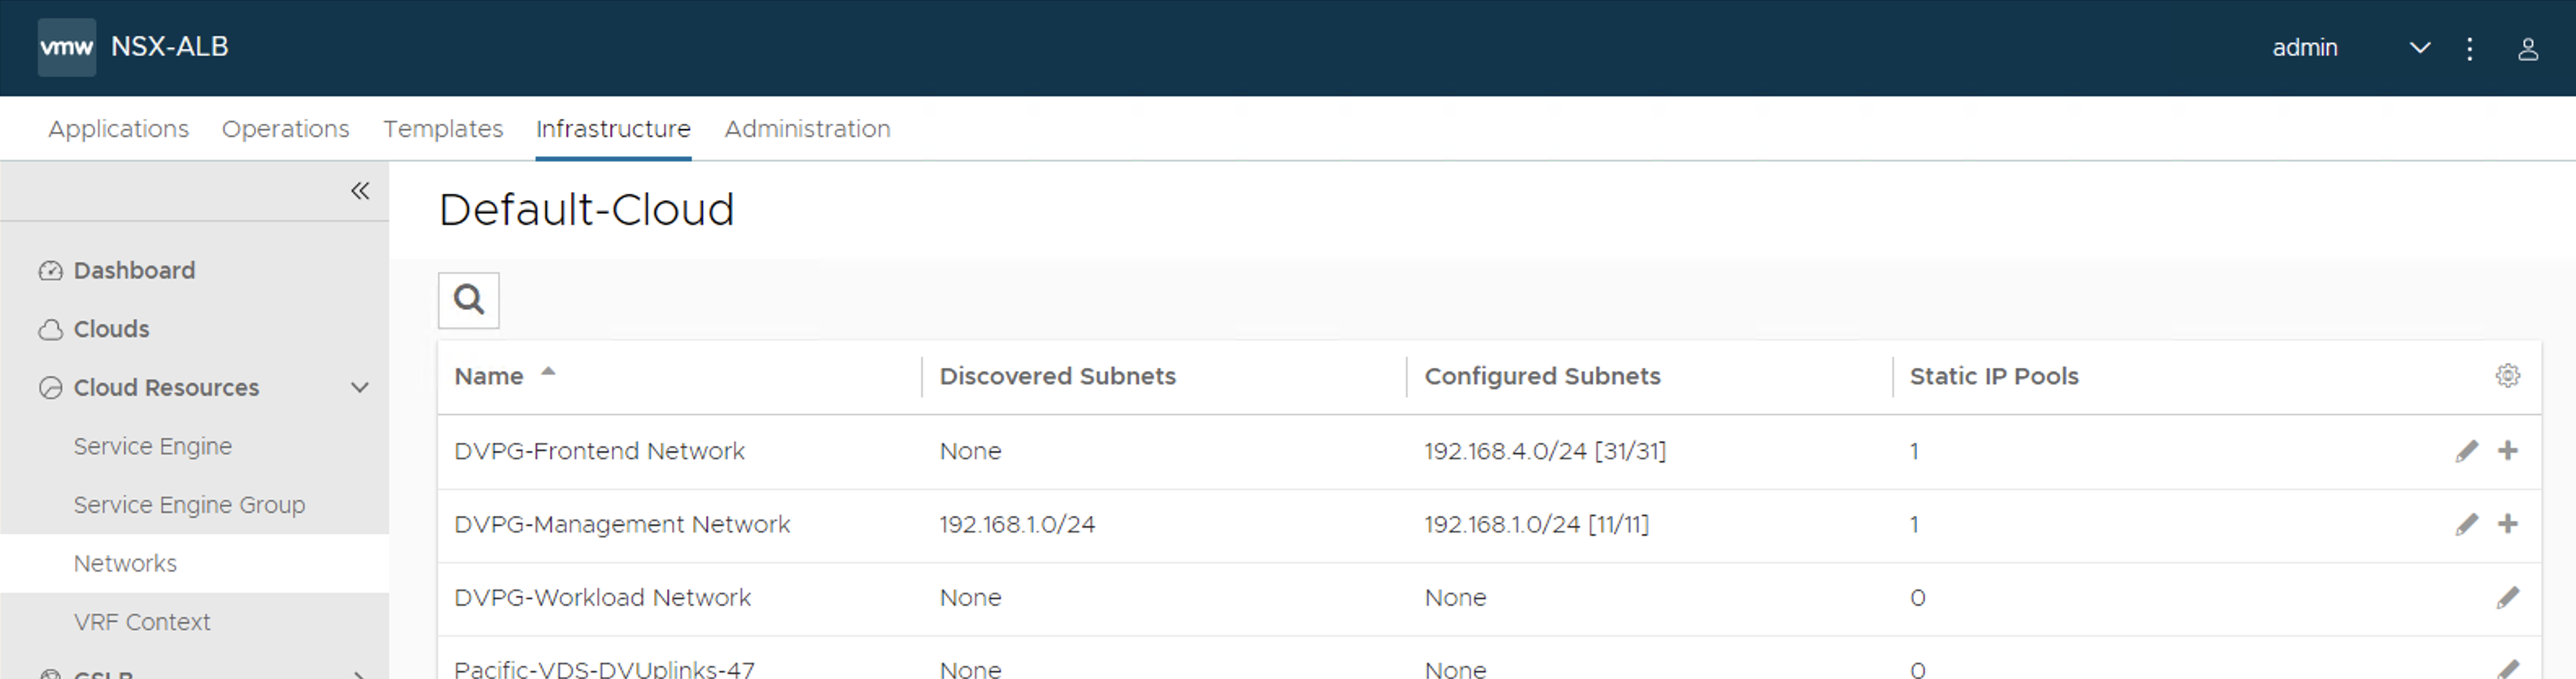 vmw NSX-ALB admin
Applications Operations Templates Infrastructure Administration
Default-Cloud
Dashboard
Clouds
Cloud Resources
Service Engine
Service Engine Group
Networks
VRF Context
GSLB
Name Discovered Subnets Configured Subnets Static IP Pools
DVPG-Frontend Network None 192.168.4.0/24 [31/31] 1
DVPG-Management Network 192.168.1.0/24 192.168.1.0/24 [11/11] 1
DVPG-Workload Network None None 0
Pacific-VDS-DVUplinks-47 None None 0